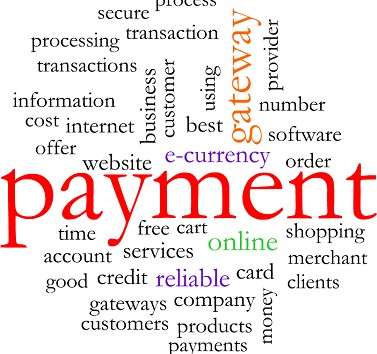 process
secure
transaction
processing
transactions
gateway
provider
information
business
customer
using
number
cost
internet
best
software
offer
website
e-currency
order
payment
time
free
cart
online
shopping
account
services
merchant
good
credit
reliable
card
clients
gateways
company
money
customers
products
payments